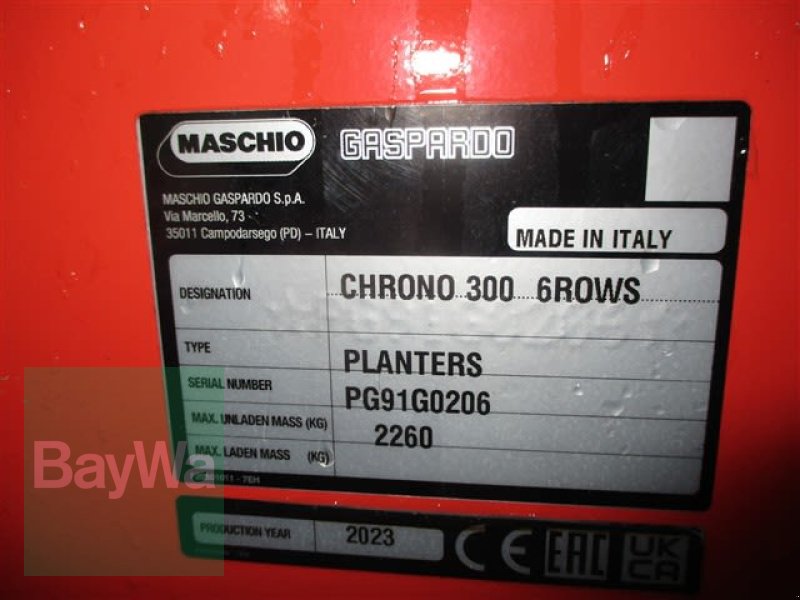 MASCHIO GASPARDO
MASCHIO GASPARDO S.p.A.
Via Marcello, 73
35011 Campodarsego (PD) – ITALY
MADE IN ITALY
DESIGNATION CHRONO 300 6ROWS
TYPE PLANTERS
SERIAL NUMBER PG91G0206
MAX. UNLADEN MASS (KG) 2260
MAX. LADEN MASS (KG)
BayWa
PRODUCTION YEAR 2023
CE EAC UK CA